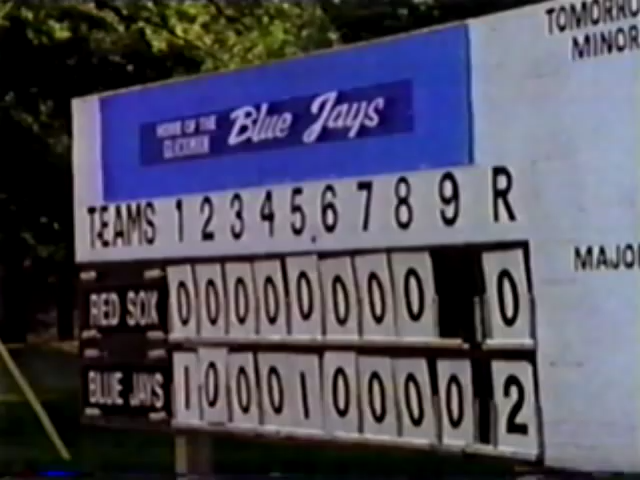 TOMORRO
MINOR
HOME OF THE
Blue Jays
TEAMS 1 2 3 4 5 6 7 8 9 R
MAJO
RED SOX 0 0 0 0 0 0 0 0 0
BLUE JAYS 1 0 0 0 1 0 0 0 0 2